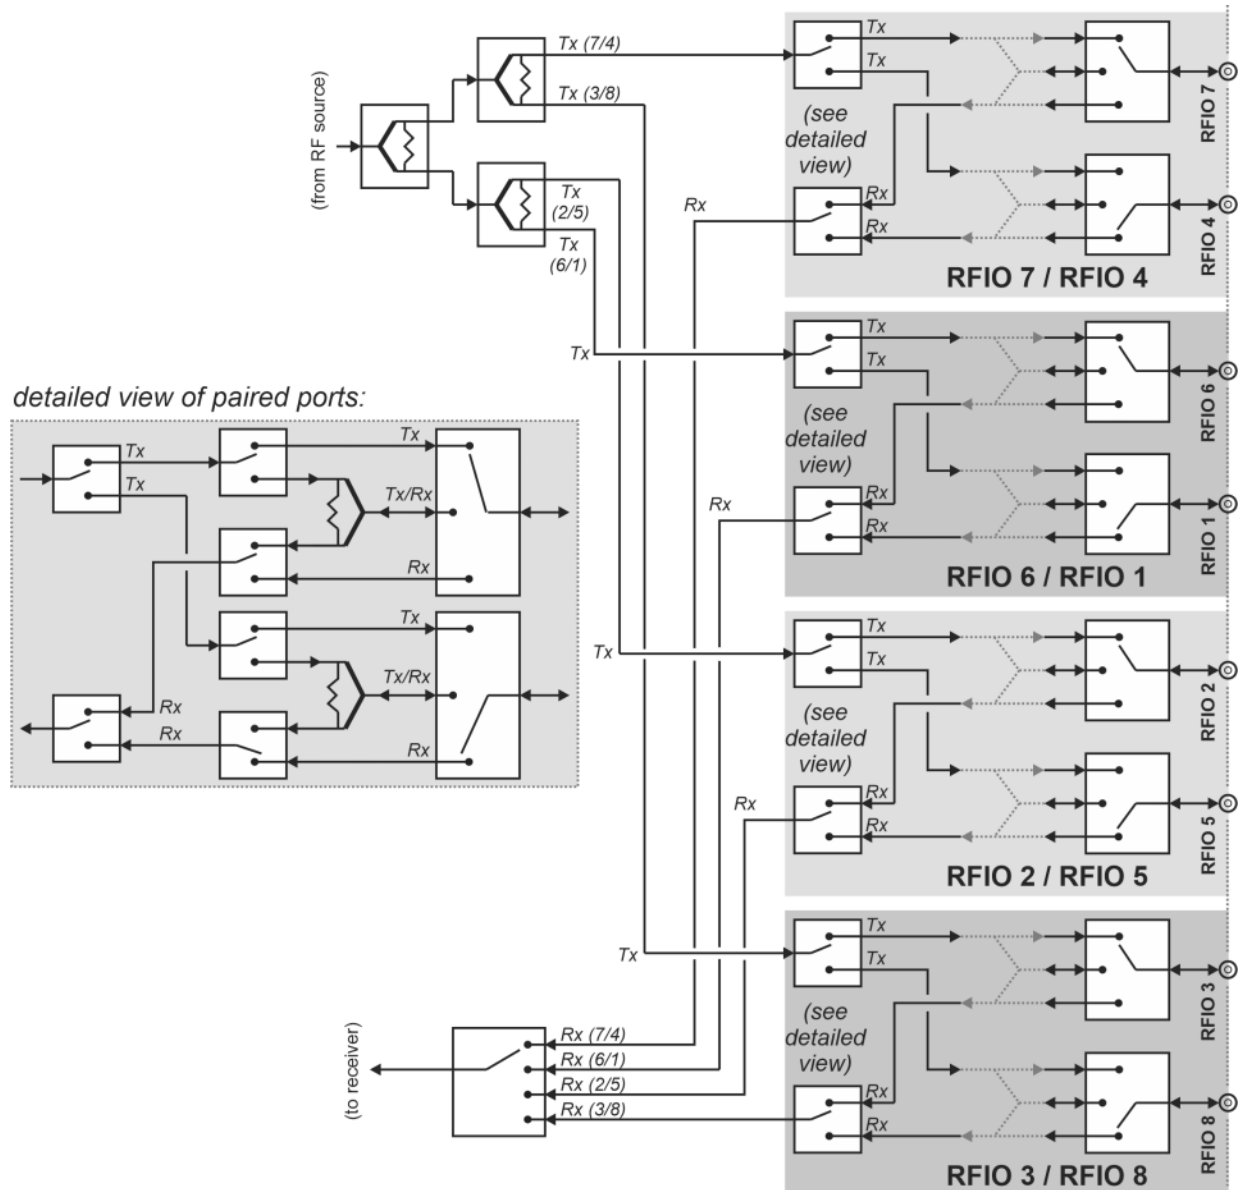 Tx (7/4)
Tx (3/8)
(from RF source)
Tx
(2/5)
Tx
(6/1)
Tx
Tx
(see
detailed
view)
Rx
Rx
Rx
RFIO 7
RFIO 4
RFIO 7 / RFIO 4
Tx
Tx
Tx
(see
detailed
view)
Rx
Rx
Rx
RFIO 6
RFIO 1
RFIO 6 / RFIO 1
detailed view of paired ports:
Tx
Tx
Tx
Tx/Rx
Rx
Tx
Tx/Rx
Rx
Rx
Rx
Tx
Tx
Tx
(see
detailed
view)
Rx
Rx
Rx
RFIO 2
RFIO 5
RFIO 2 / RFIO 5
Tx
Tx
Tx
(see
detailed
view)
Rx
Rx
RFIO 3
RFIO 8
RFIO 3 / RFIO 8
(to receiver)
Rx (7/4)
Rx (6/1)
Rx (2/5)
Rx (3/8)